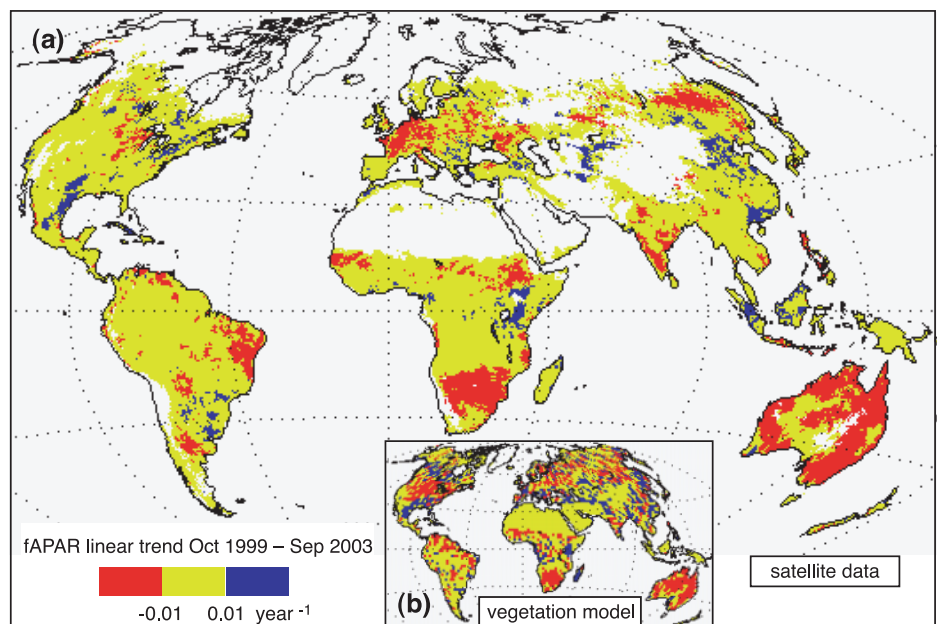 (a)
fAPAR linear trend Oct 1999 – Sep 2003
-0.01 0.01 year -1
(b)
vegetation model
satellite data